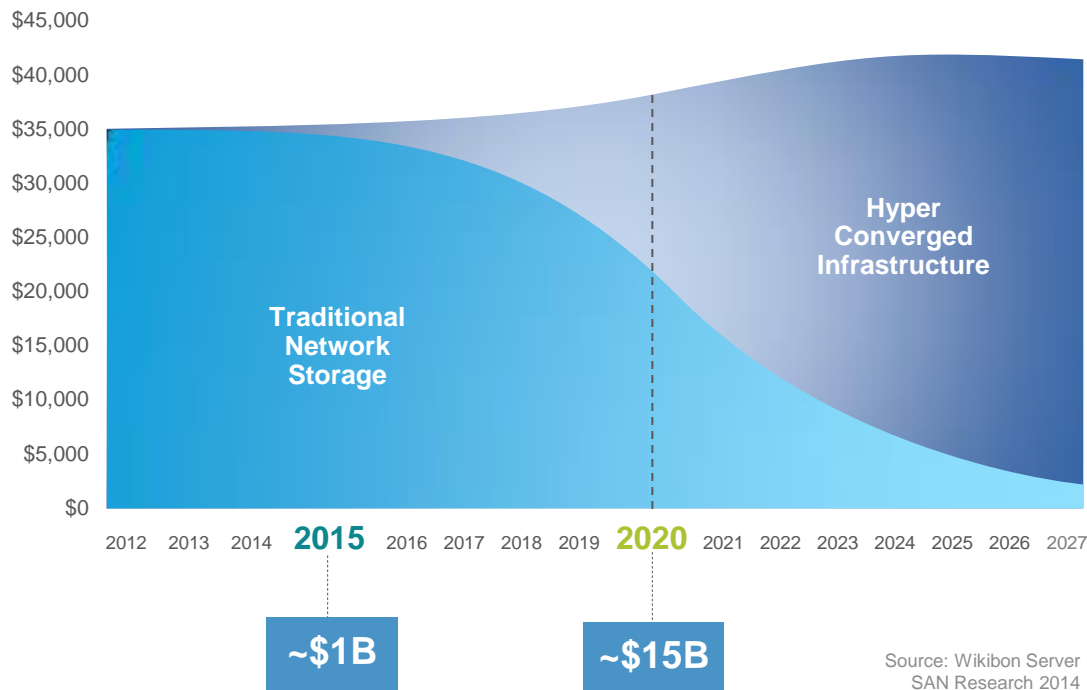 $45,000
$40,000
$35,000
$30,000
$25,000
$20,000
$15,000
$10,000
$5,000
$0
Hyper
Converged
Infrastructure
Traditional
Network
Storage
2012 2013 2014 2015 2016 2017 2018 2019 2020 2021 2022 2023 2024 2025 2026 2027
~$1B ~$15B
Source: Wikibon Server
SAN Research 2014